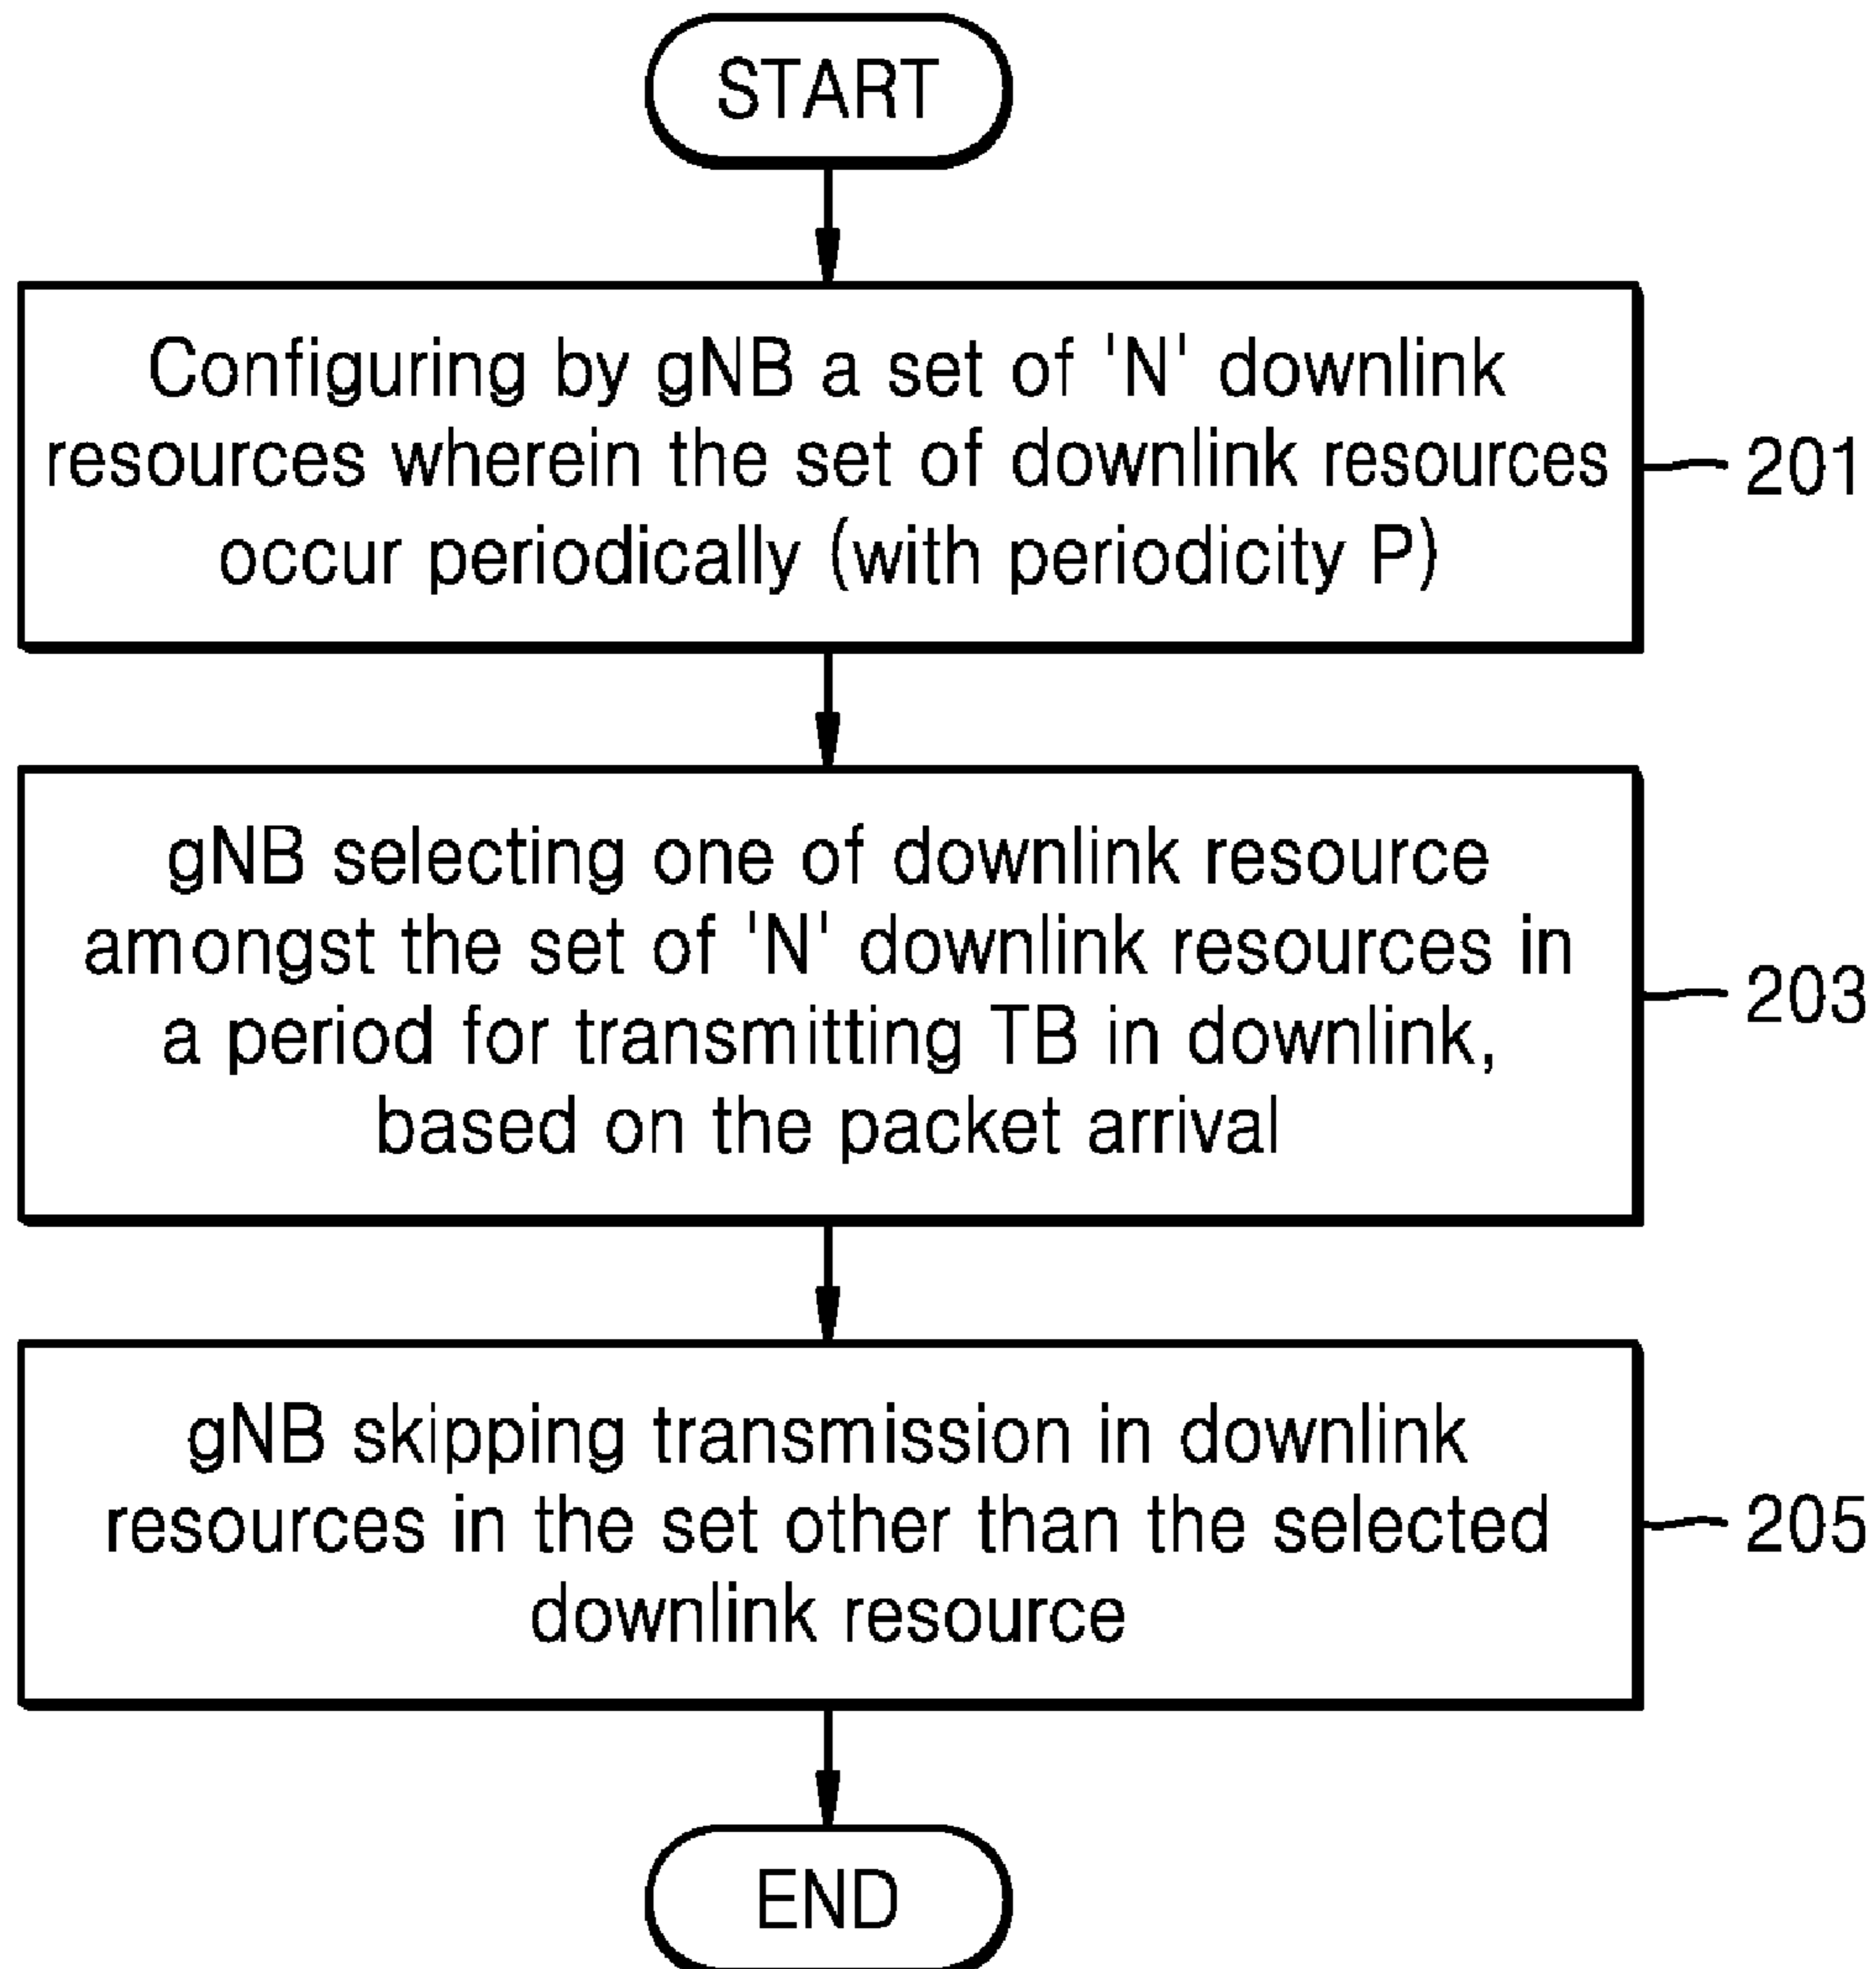 START
Configuring by gNB a set of 'N' downlink
resources wherein the set of downlink resources
occur periodically (with periodicity P)
201
gNB selecting one of downlink resource
amongst the set of 'N' downlink resources in
a period for transmitting TB in downlink,
based on the packet arrival
203
gNB skipping transmission in downlink
resources in the set other than the selected
downlink resource
205
END